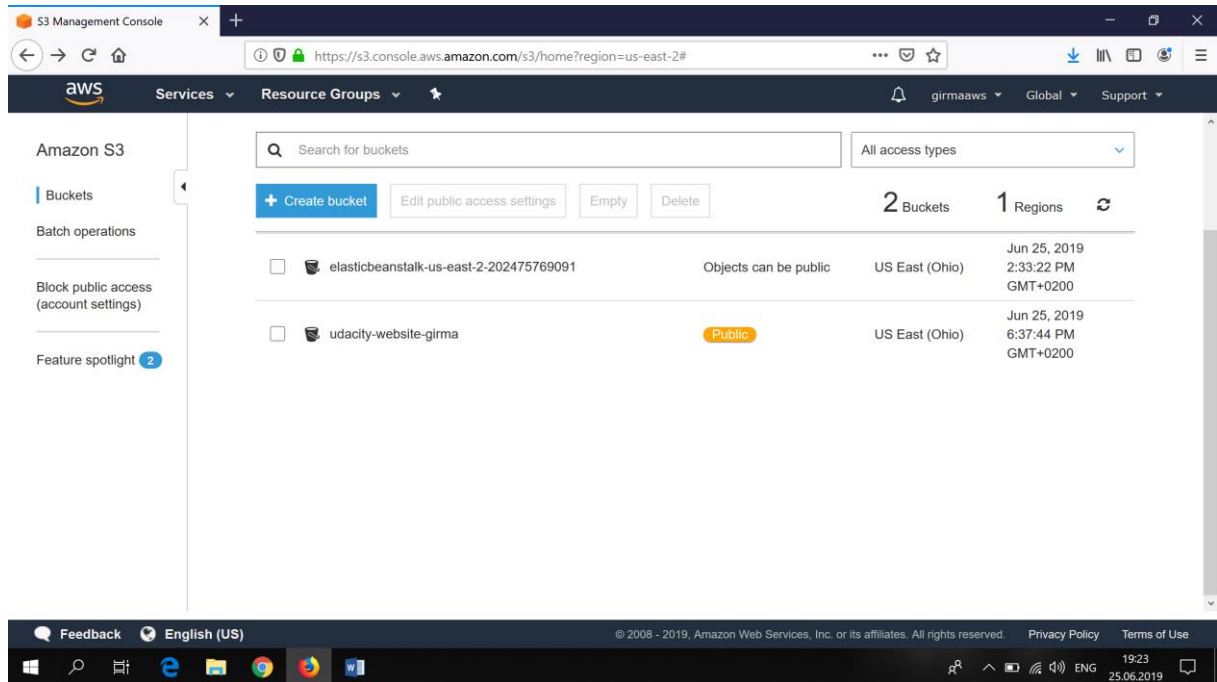 S3 Management Console
https://s3.console.aws.amazon.com/s3/home?region=us-east-2#
aws Services Resource Groups girmaaws Global Support
Amazon S3
Buckets
Batch operations
Block public access
(account settings)
Feature spotlight 2
Search for buckets All access types
Create bucket Edit public access settings Empty Delete 2 Buckets 1 Regions
elasticbeanstalk-us-east-2-202475769091 Objects can be public US East (Ohio) Jun 25, 2019
2:33:22 PM
GMT+0200
udacity-website-girma Public US East (Ohio) Jun 25, 2019
6:37:44 PM
GMT+0200
Feedback English (US) © 2008 - 2019, Amazon Web Services, Inc. or its affiliates. All rights reserved. Privacy Policy Terms of Use
ENG 19:23
25.06.2019